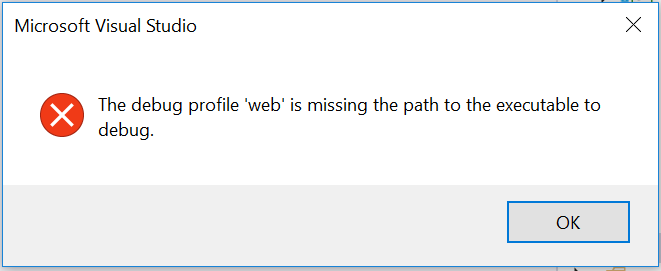 Microsoft Visual Studio
The debug profile 'web' is missing the path to the executable to
debug.
OK